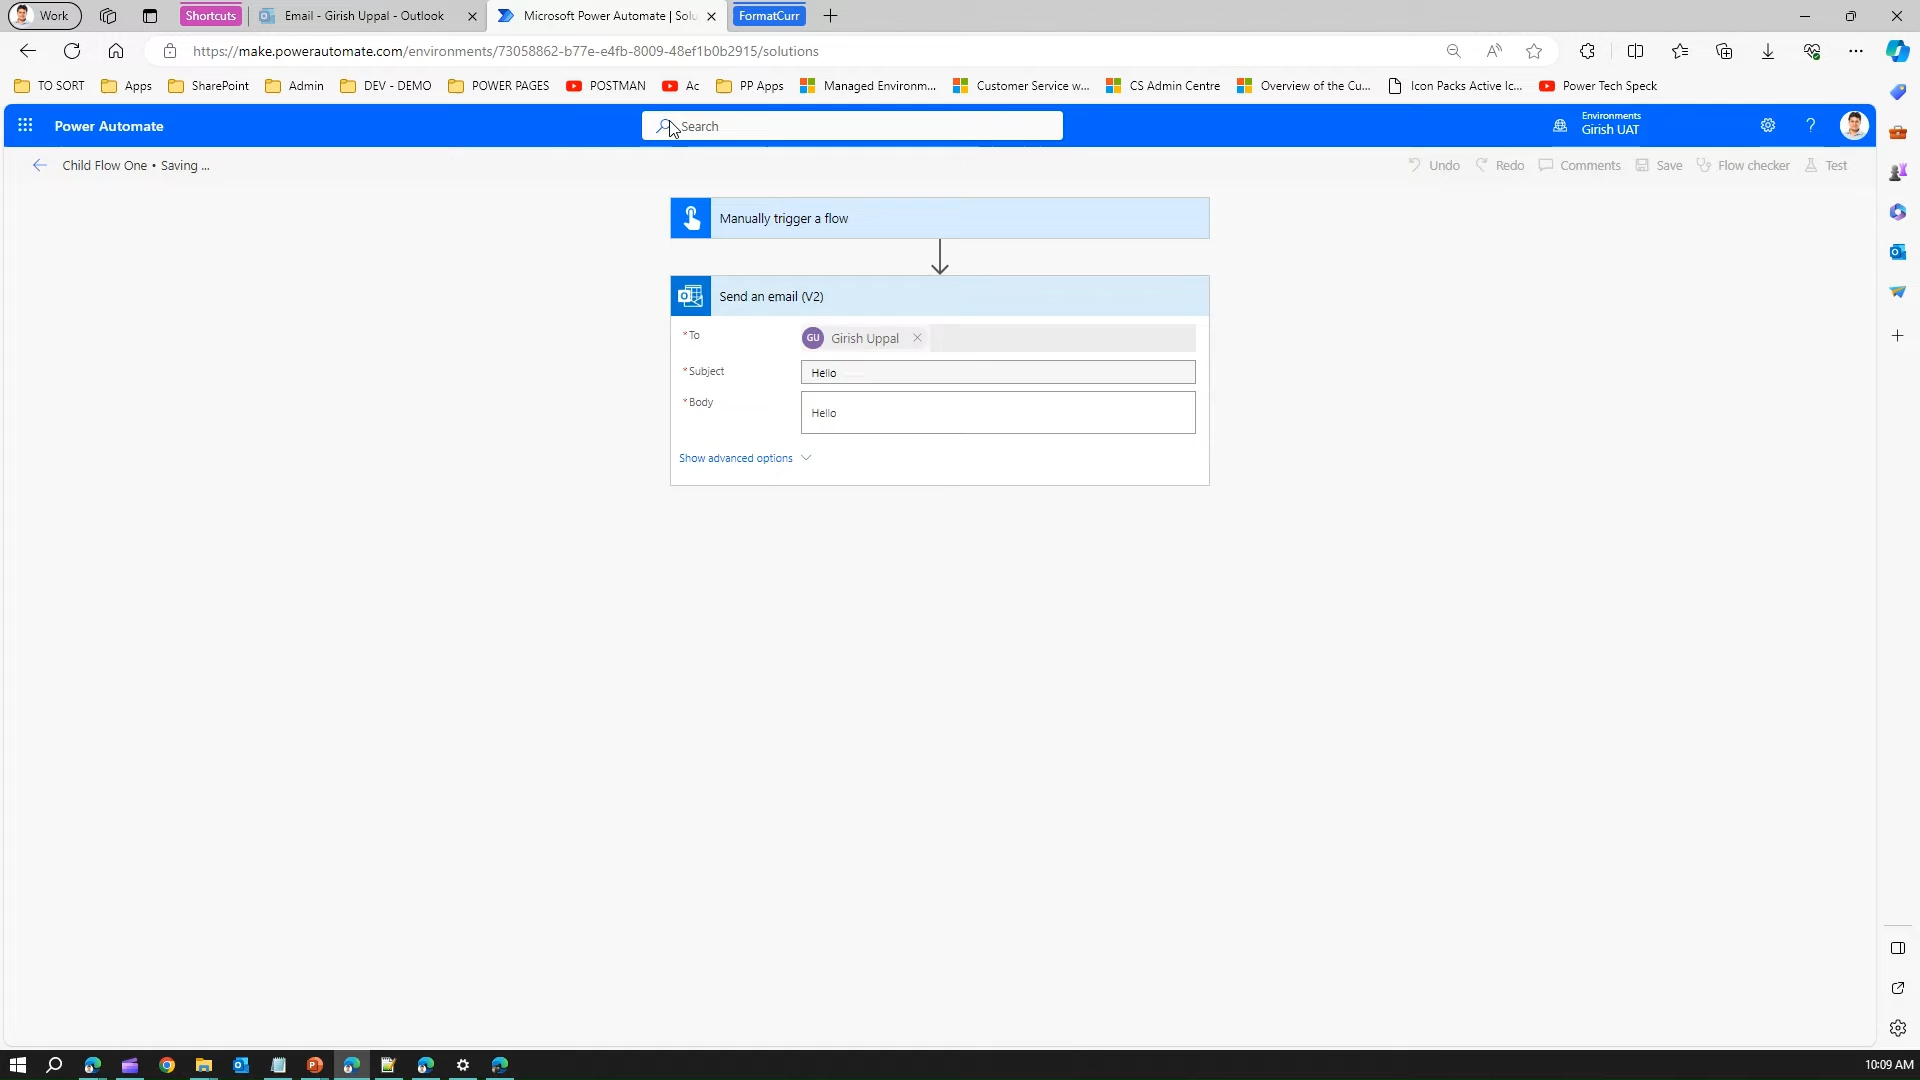 Work
Shortcuts
Email - Girish Uppal - Outlook
Microsoft Power Automate | Solu
FormatCurr
https://make.powerautomate.com/environments/73058862-b77e-e4fb-8009-48ef1b0b2915/solutions
TO SORT
Apps
SharePoint
Admin
DEV - DEMO
POWER PAGES
POSTMAN
Ac
PP Apps
Managed Environm...
Customer Service w...
CS Admin Centre
Overview of the Cu...
Icon Packs Active Ic...
Power Tech Speck
Power Automate
Search
Environments
Girish UAT
Child Flow One • Saving ...
Undo
Redo
Comments
Save
Flow checker
Test
Manually trigger a flow
Send an email (V2)
*To
GU Girish Uppal
*Subject
Hello
*Body
Hello
Show advanced options
10:09 AM